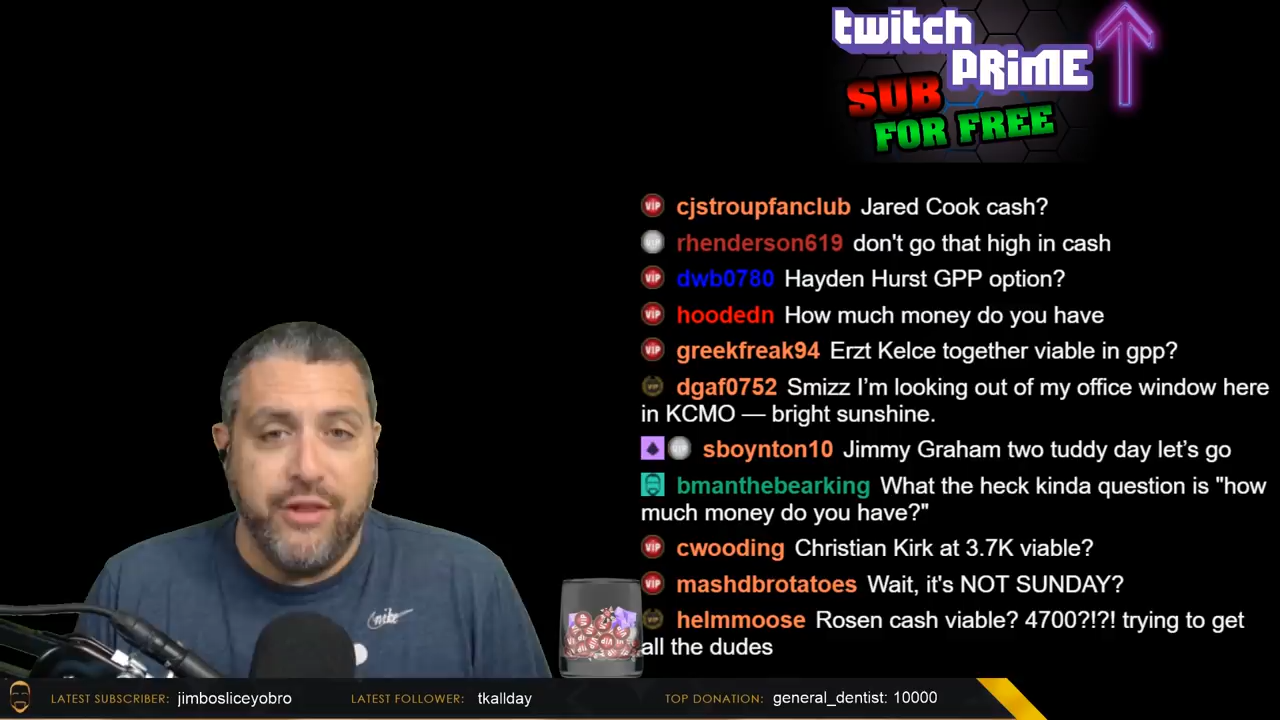 twitch
PRiME
SUB
FOR FREE
cjstroupfanclub Jared Cook cash?
rhenderson619 don't go that high in cash
dwb0780 Hayden Hurst GPP option?
hoodedn How much money do you have
greekfreak94 Erzt Kelce together viable in gpp?
dgaf0752 Smizz I’m looking out of my office window here
in KCMO — bright sunshine.
sboynton10 Jimmy Graham two tuddy day let’s go
bmanthebearking What the heck kinda question is "how
much money do you have?"
cwooding Christian Kirk at 3.7K viable?
mashdbrotatoes Wait, it's NOT SUNDAY?
helmmoose Rosen cash viable? 4700?!?! trying to get
all the dudes
nike
LATEST SUBSCRIBER: jimbosliceyobro LATEST FOLLOWER: tkallday TOP DONATION: general_dentist: 10000